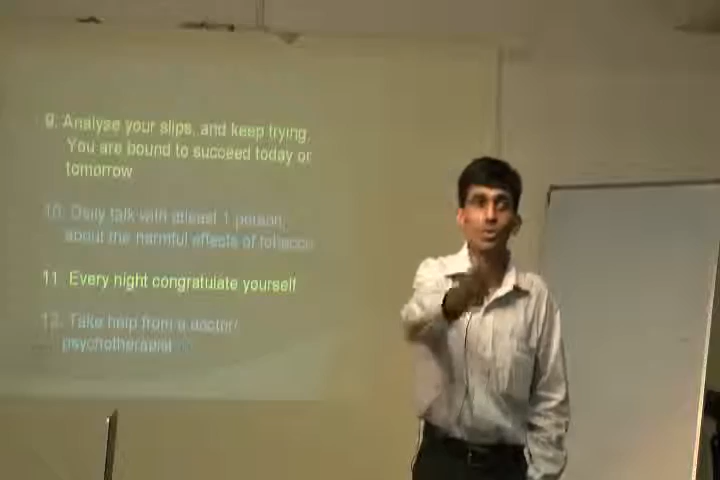 9. Analyse your slips, and keep trying.
You are bound to succeed today or
tomorrow
10. Daily talk with atleast 1 person,
about the harmful effects of tobacco
11. Every night congratulate yourself
12. Take help from a doctor/
psychotherapist